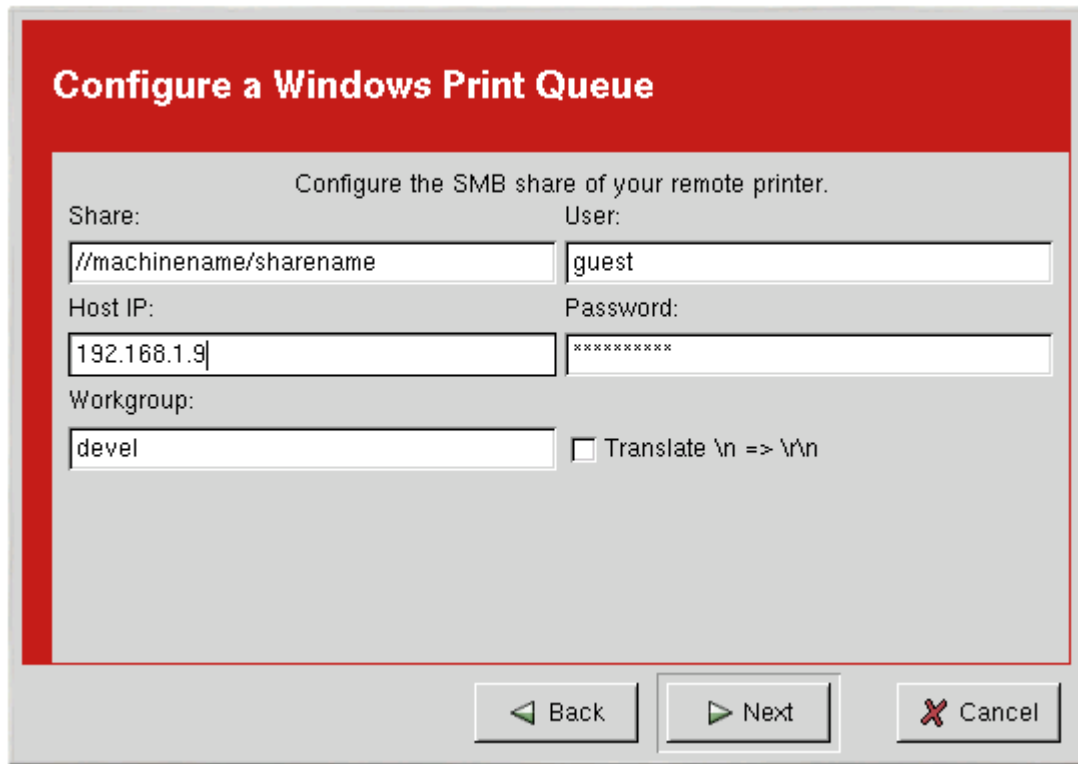 Configure a Windows Print Queue
Configure the SMB share of your remote printer.
Share:
User:
//machinename/sharename
guest
Host IP:
Password:
192.168.1.9
**********
Workgroup:
devel
Translate \n => \r\n
Back
Next
Cancel